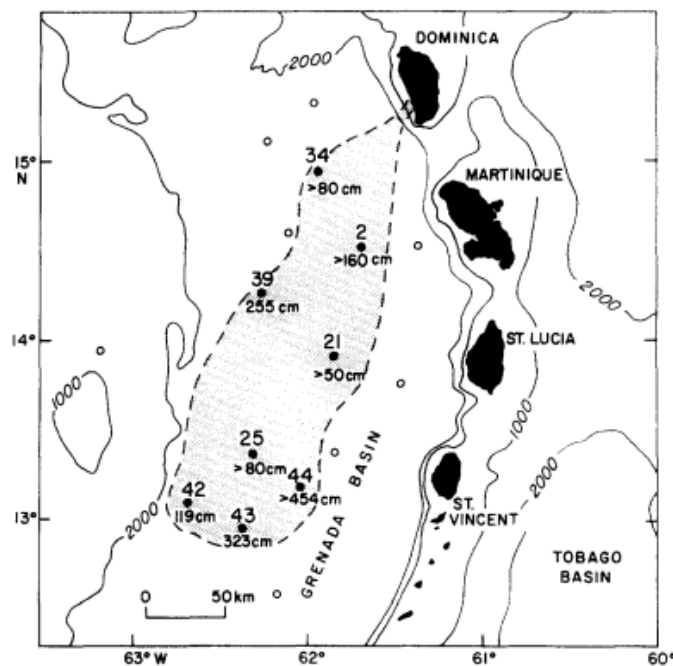 DOMINICA
2000
15°
N
34
>80 cm
MARTINIQUE
2
>160 cm
39
255 cm
2000
14°
21
>50 cm
ST. LUCIA
1000
1000
25
>80 cm
44
>454 cm
2000
42
119 cm
43
323 cm
13°
GRENADA BASIN
ST.
VINCENT
2000
TOBAGO
BASIN
0 50 km
63° W
62°
61°
60